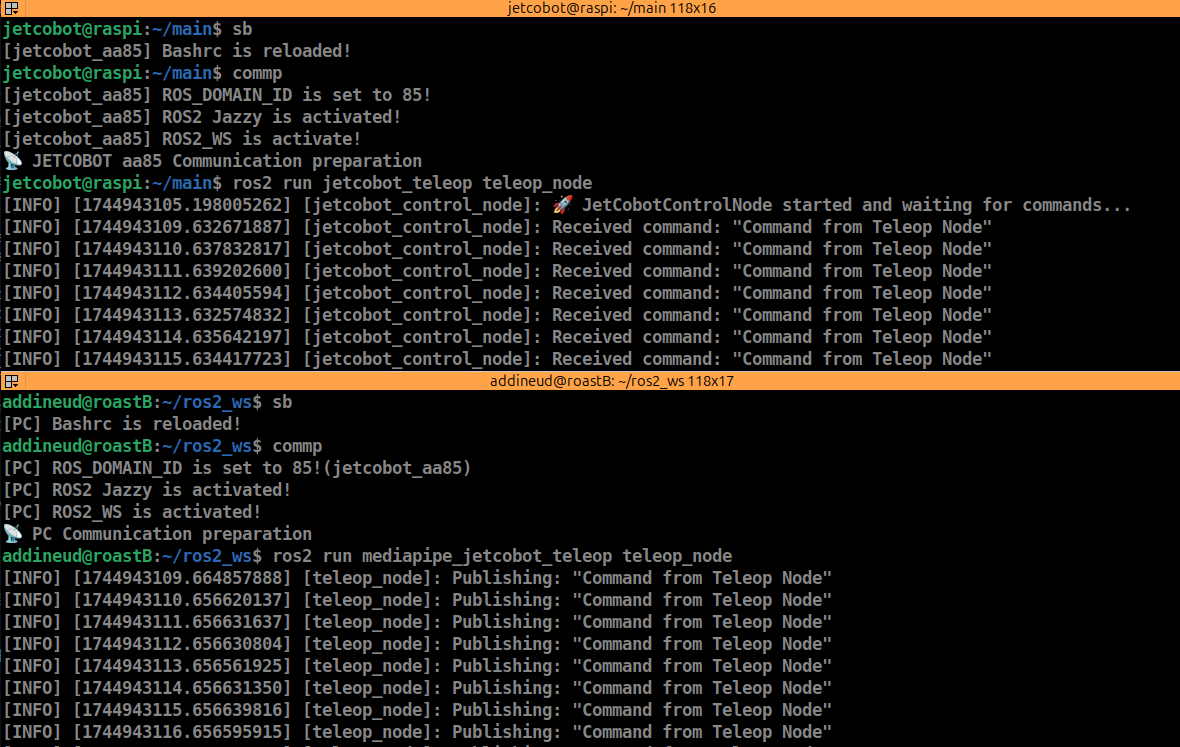 jetcobot@raspi: ~/main 118x16
jetcobot@raspi:~/main$ sb
[jetcobot_aa85] Bashrc is reloaded!
jetcobot@raspi:~/main$ commp
[jetcobot_aa85] ROS_DOMAIN_ID is set to 85!
[jetcobot_aa85] ROS2 Jazzy is activated!
[jetcobot_aa85] ROS2_WS is activate!
📡 JETCOBOT aa85 Communication preparation
jetcobot@raspi:~/main$ ros2 run jetcobot_teleop teleop_node
[INFO] [1744943105.198005262] [jetcobot_control_node]: 🚀 JetCobotControlNode started and waiting for commands...
[INFO] [1744943109.632671887] [jetcobot_control_node]: Received command: "Command from Teleop Node"
[INFO] [1744943110.637832817] [jetcobot_control_node]: Received command: "Command from Teleop Node"
[INFO] [1744943111.639202600] [jetcobot_control_node]: Received command: "Command from Teleop Node"
[INFO] [1744943112.634405594] [jetcobot_control_node]: Received command: "Command from Teleop Node"
[INFO] [1744943113.632574832] [jetcobot_control_node]: Received command: "Command from Teleop Node"
[INFO] [1744943114.635642197] [jetcobot_control_node]: Received command: "Command from Teleop Node"
[INFO] [1744943115.634417723] [jetcobot_control_node]: Received command: "Command from Teleop Node"
addineud@roastB: ~/ros2_ws 118x17
addineud@roastB:~/ros2_ws$ sb
[PC] Bashrc is reloaded!
addineud@roastB:~/ros2_ws$ commp
[PC] ROS_DOMAIN_ID is set to 85!(jetcobot_aa85)
[PC] ROS2 Jazzy is activated!
[PC] ROS2_WS is activated!
📡 PC Communication preparation
addineud@roastB:~/ros2_ws$ ros2 run mediapipe_jetcobot_teleop teleop_node
[INFO] [1744943109.664857888] [teleop_node]: Publishing: "Command from Teleop Node"
[INFO] [1744943110.656620137] [teleop_node]: Publishing: "Command from Teleop Node"
[INFO] [1744943111.656631637] [teleop_node]: Publishing: "Command from Teleop Node"
[INFO] [1744943112.656630804] [teleop_node]: Publishing: "Command from Teleop Node"
[INFO] [1744943113.656561925] [teleop_node]: Publishing: "Command from Teleop Node"
[INFO] [1744943114.656631350] [teleop_node]: Publishing: "Command from Teleop Node"
[INFO] [1744943115.656639816] [teleop_node]: Publishing: "Command from Teleop Node"
[INFO] [1744943116.656595915] [teleop_node]: Publishing: "Command from Teleop Node"